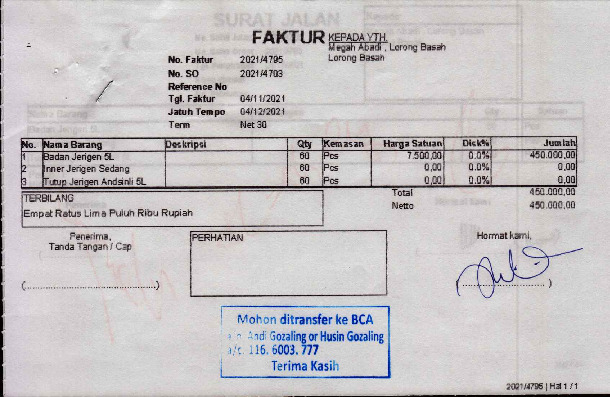 SURAT JALAN
FAKTUR
KEPADA YTH.
Megah Abadi , Lorong Basah
Lorong Basah
No. Faktur 2021/4795
No. SO 2021/4703
Reference No
Tgl. Faktur 04/11/2021
Jatuh Tempo 04/12/2021
Term Net 30
No. Nama Barang Deskripsi Qty Kemasan Harga Satuan Disk% Jumlah
1 Badan Jerigen 5L 60 Pcs 7.500,00 0.0% 450.000,00
2 Inner Jerigen Sedang 60 Pcs 0,00 0.0% 0,00
3 Tutup Jerigen Andsinli 5L 60 Pcs 0,00 0.0% 0,00
Total 450.000,00
Netto 450.000,00
TERBILANG
Empat Ratus Lima Puluh Ribu Rupiah
Penerima,
Tanda Tangan / Cap
(..............................)
PERHATIAN
Hormat kami,
(..............................)
Mohon ditransfer ke BCA
Andi Gozaling or Husin Gozaling
a/c. 116. 6003. 777
Terima Kasih
2021/4795 | Hal 1 / 1